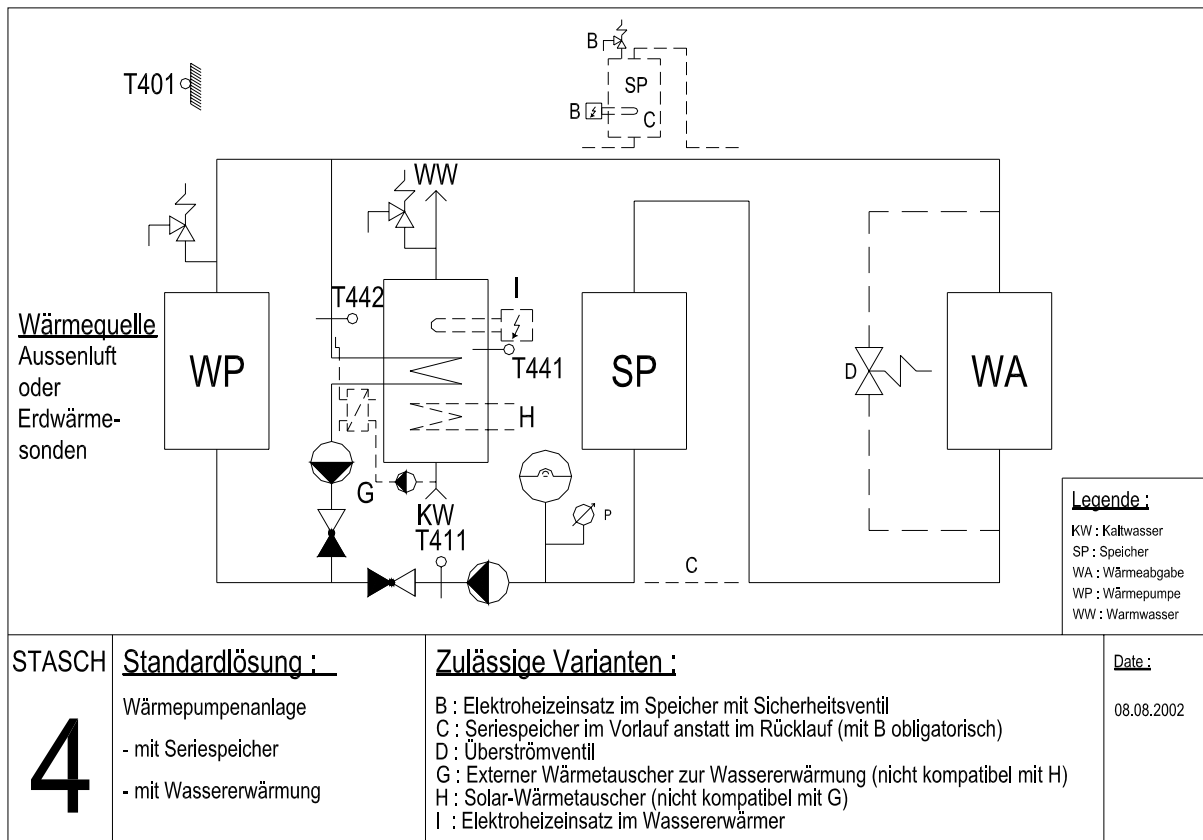 B
SP
T401
B
C
WW
T442
I
Wärmequelle
Aussenluft
oder
Erdwärme-
sonden
WP
T441
SP
D
WA
H
G
KW
T411
P
C
Legende :
KW : Kaltwasser
SP : Speicher
WA : Wärmeabgabe
WP : Wärmepumpe
WW : Warmwasser
STASCH
4
Standardlösung :
Wärmepumpenanlage
- mit Seriespeicher
- mit Wassererwärmung
Zulässige Varianten :
B : Elektroheizeinsatz im Speicher mit Sicherheitsventil
C : Seriespeicher im Vorlauf anstatt im Rücklauf (mit B obligatorisch)
D : Überströmventil
G : Externer Wärmetauscher zur Wassererwärmung (nicht kompatibel mit H)
H : Solar-Wärmetauscher (nicht kompatibel mit G)
I : Elektroheizeinsatz im Wassererwärmer
Date :
08.08.2002